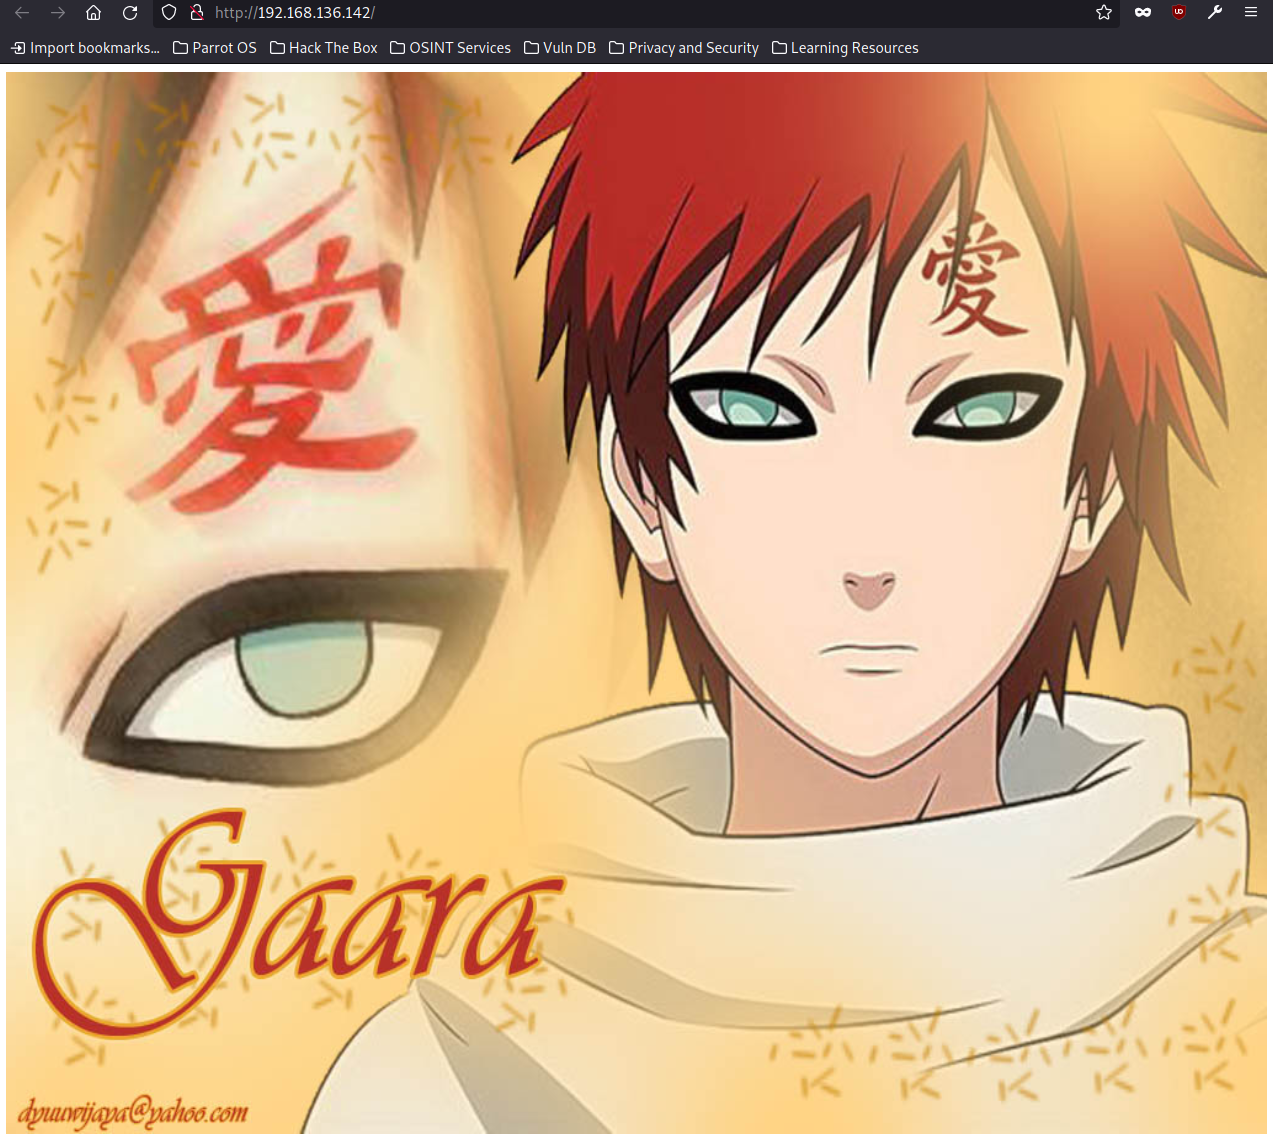 http://192.168.136.142/
Import bookmarks... Parrot OS Hack The Box OSINT Services Vuln DB Privacy and Security Learning Resources
愛
愛
Gaara
dyuuwijaya@yahoo.com